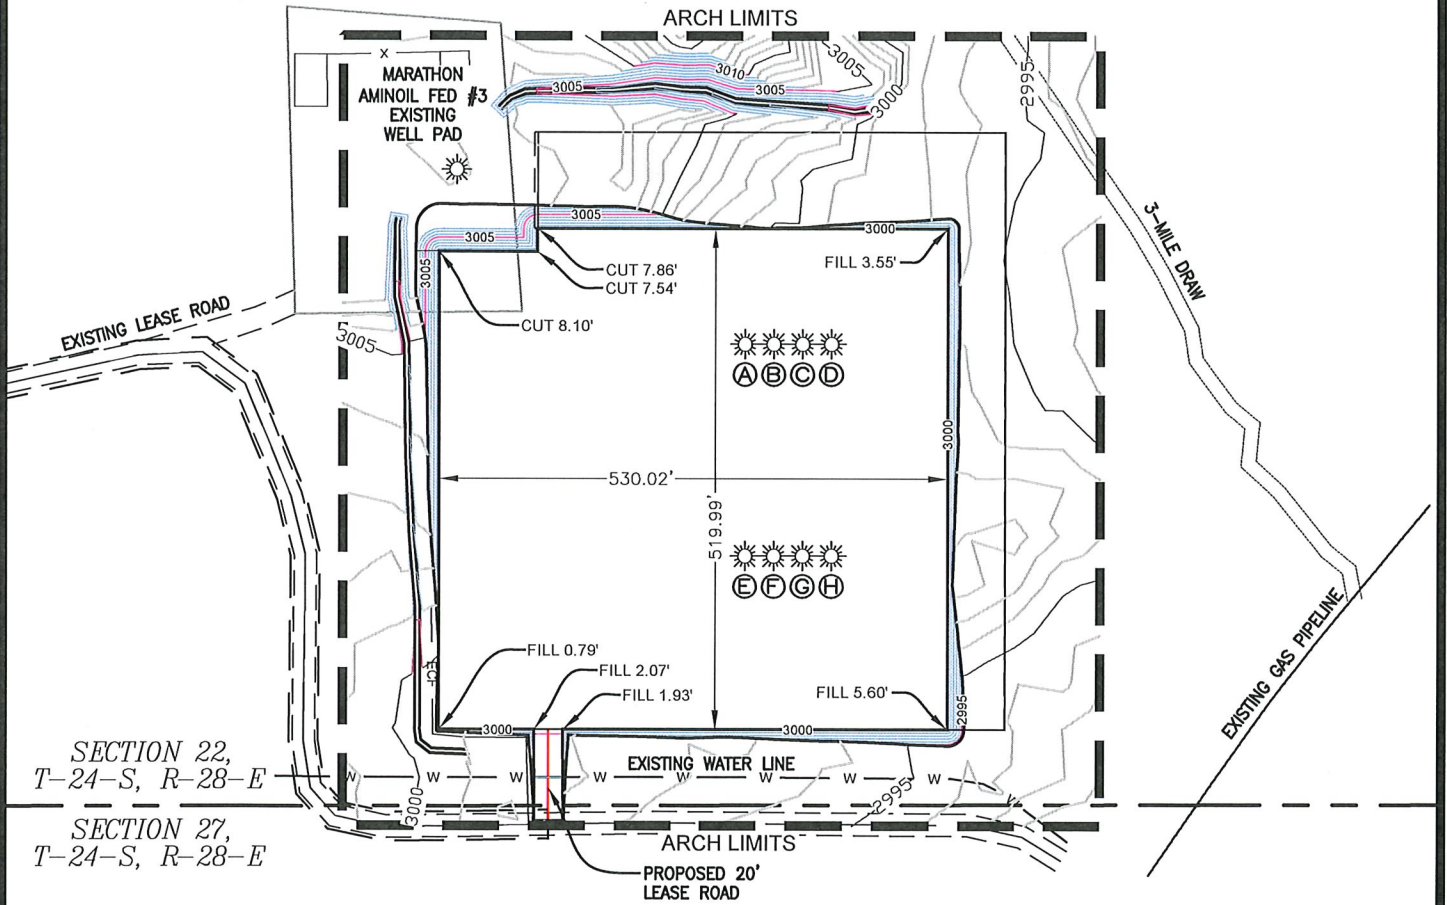 ARCH LIMITS
MARATHON
AMINOIL FED #3
EXISTING
WELL PAD
x
3005
3010
3005
3005
3000
2995
3-MILE DRAW
3005
3005
3005
3000
CUT 7.86'
CUT 7.54'
CUT 8.10'
FILL 3.55'
EXISTING LEASE ROAD
3005
A B C D
3000
530.02'
519.99'
E F G H
FILL 0.79'
FILL 2.07'
FILL 1.93'
FILL 5.60'
2995
EXISTING GAS PIPELINE
3000
3000
SECTION 22,
T-24-S, R-28-E
EXISTING WATER LINE
W W W W W W W W W
3000
2995
SECTION 27,
T-24-S, R-28-E
ARCH LIMITS
PROPOSED 20'
LEASE ROAD